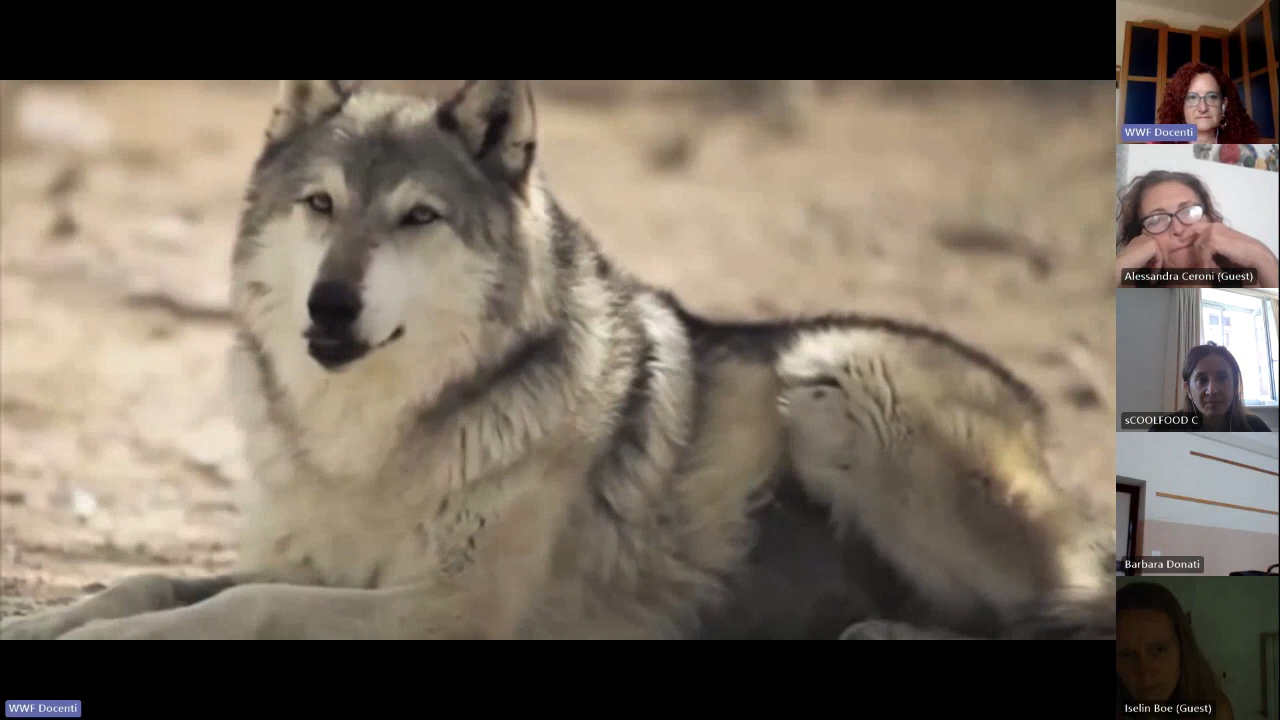 WWF Docenti
Alessandra Ceroni (Guest)
sCOOLFOOD C
Barbara Donati
Iselin Boe (Guest)
WWF Docenti